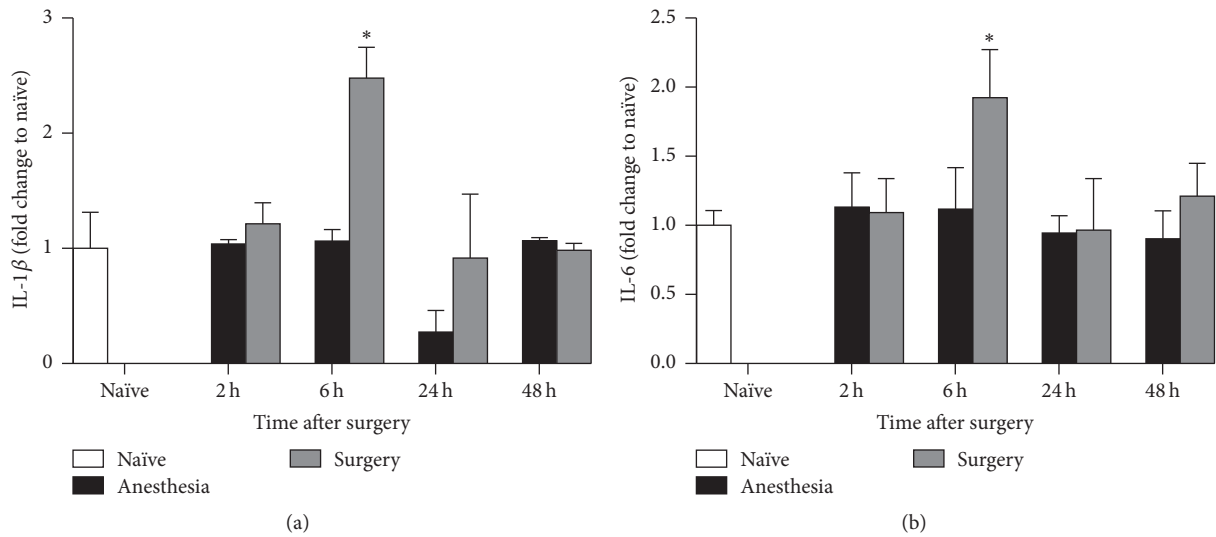 3
2
1
0
IL-1β (fold change to naïve)
*
Naïve 2 h 6 h 24 h 48 h
Time after surgery
Naïve Surgery
Anesthesia
(a)
2.5
2.0
1.5
1.0
0.5
0.0
IL-6 (fold change to naïve)
*
Naïve 2 h 6 h 24 h 48 h
Time after surgery
Naïve Surgery
Anesthesia
(b)